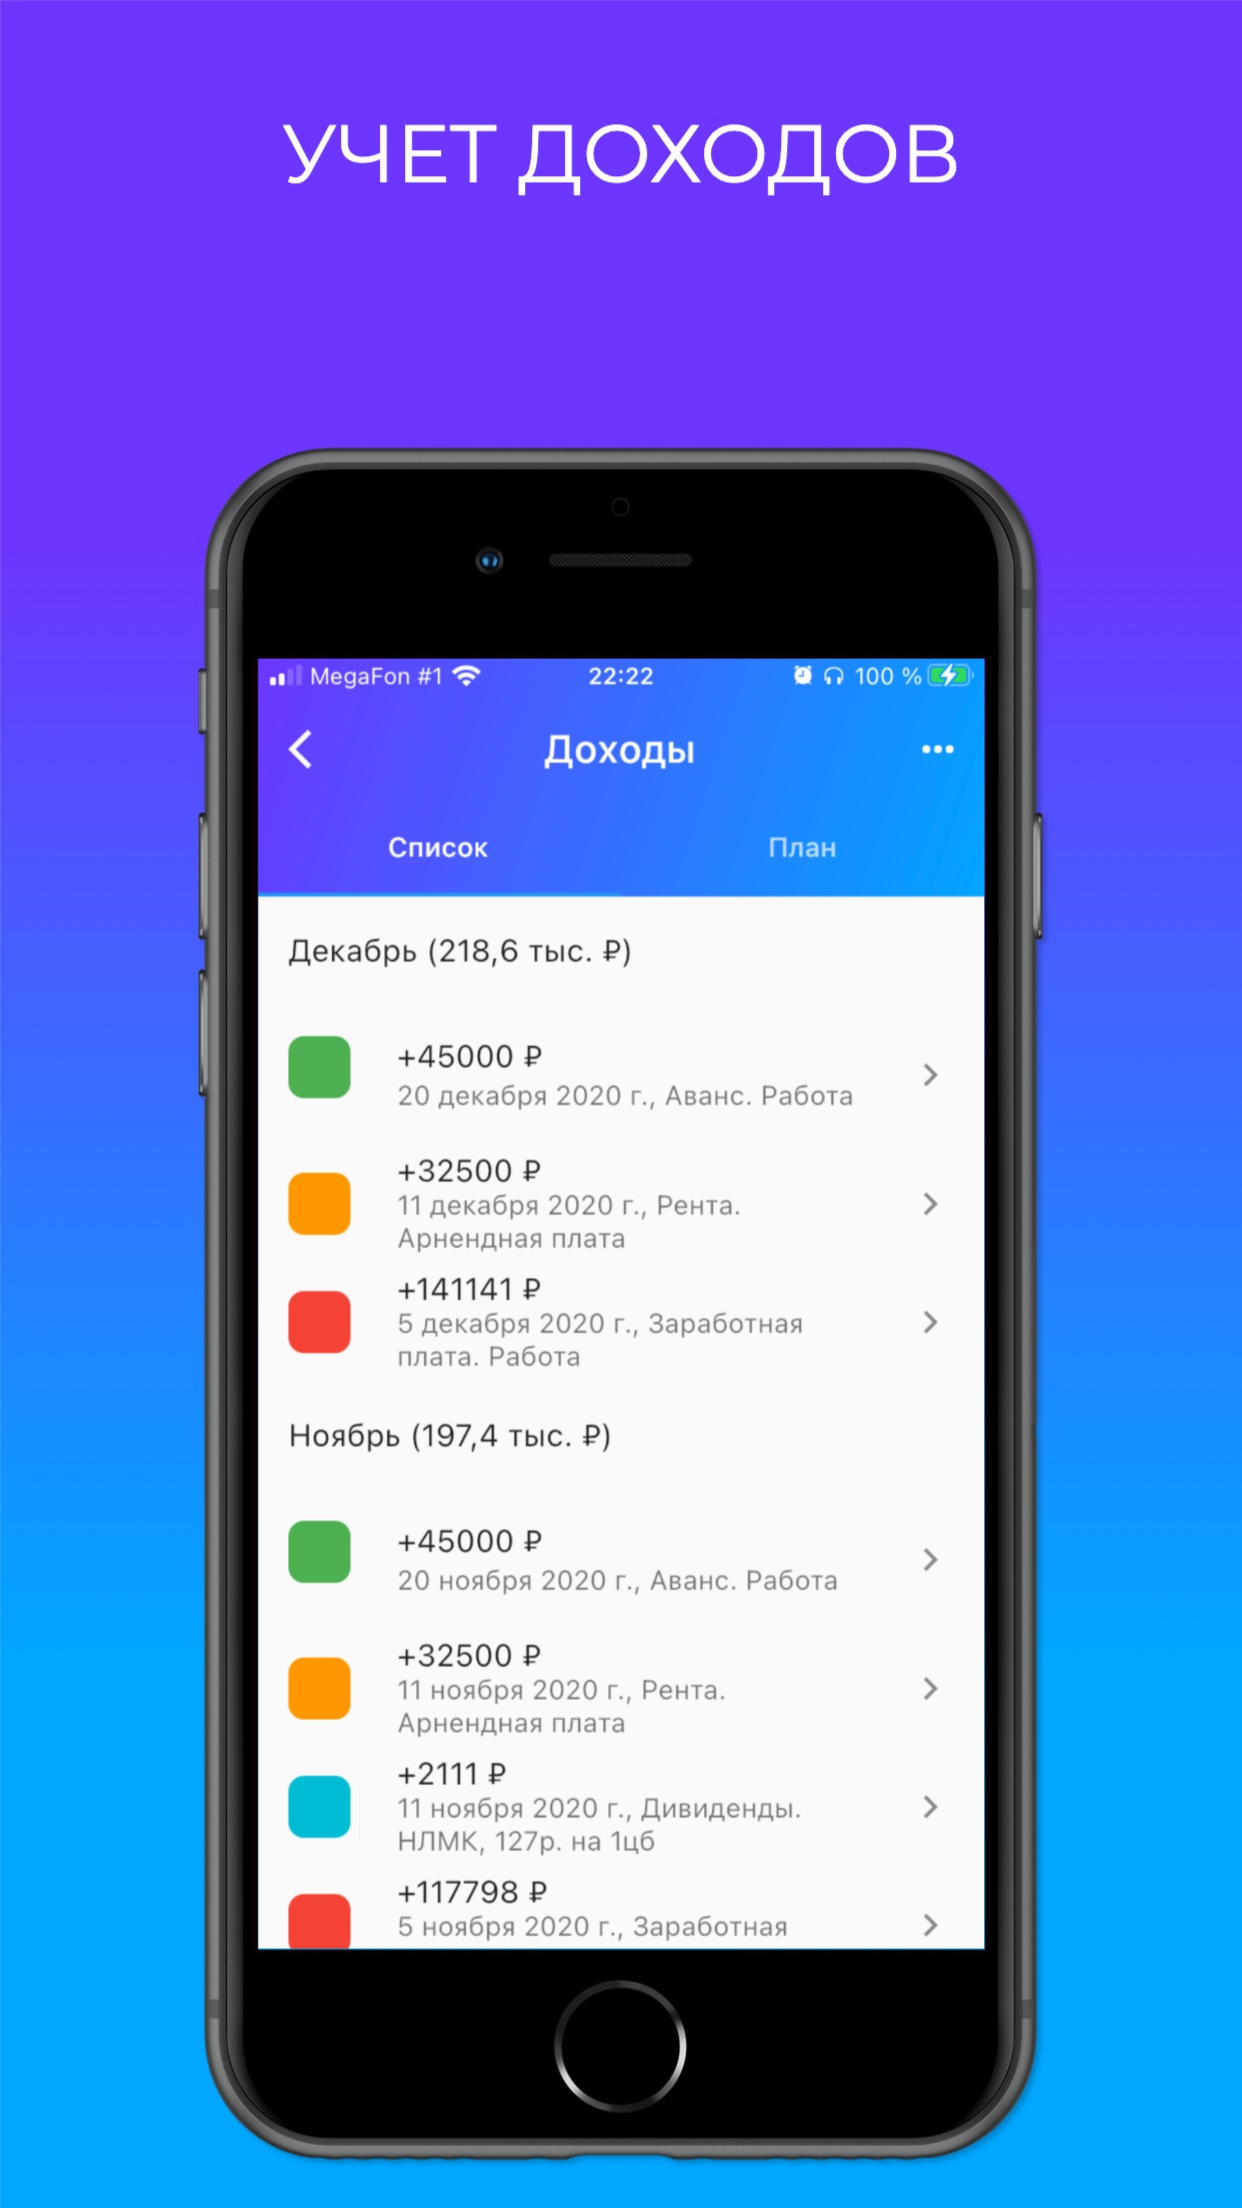 УЧЕТ ДОХОДОВ
MegaFon #1
22:22
100 %
Доходы
Список
План
Декабрь (218,6 тыс. ₽)
+45000 ₽
20 декабря 2020 г., Аванс. Работа
+32500 ₽
11 декабря 2020 г., Рента.
Арнендная плата
+141141 ₽
5 декабря 2020 г., Заработная
плата. Работа
Ноябрь (197,4 тыс. ₽)
+45000 ₽
20 ноября 2020 г., Аванс. Работа
+32500 ₽
11 ноября 2020 г., Рента.
Арнендная плата
+2111 ₽
11 ноября 2020 г., Дивиденды.
НЛМК, 127р. на 1цб
+117798 ₽
5 ноября 2020 г., Заработная